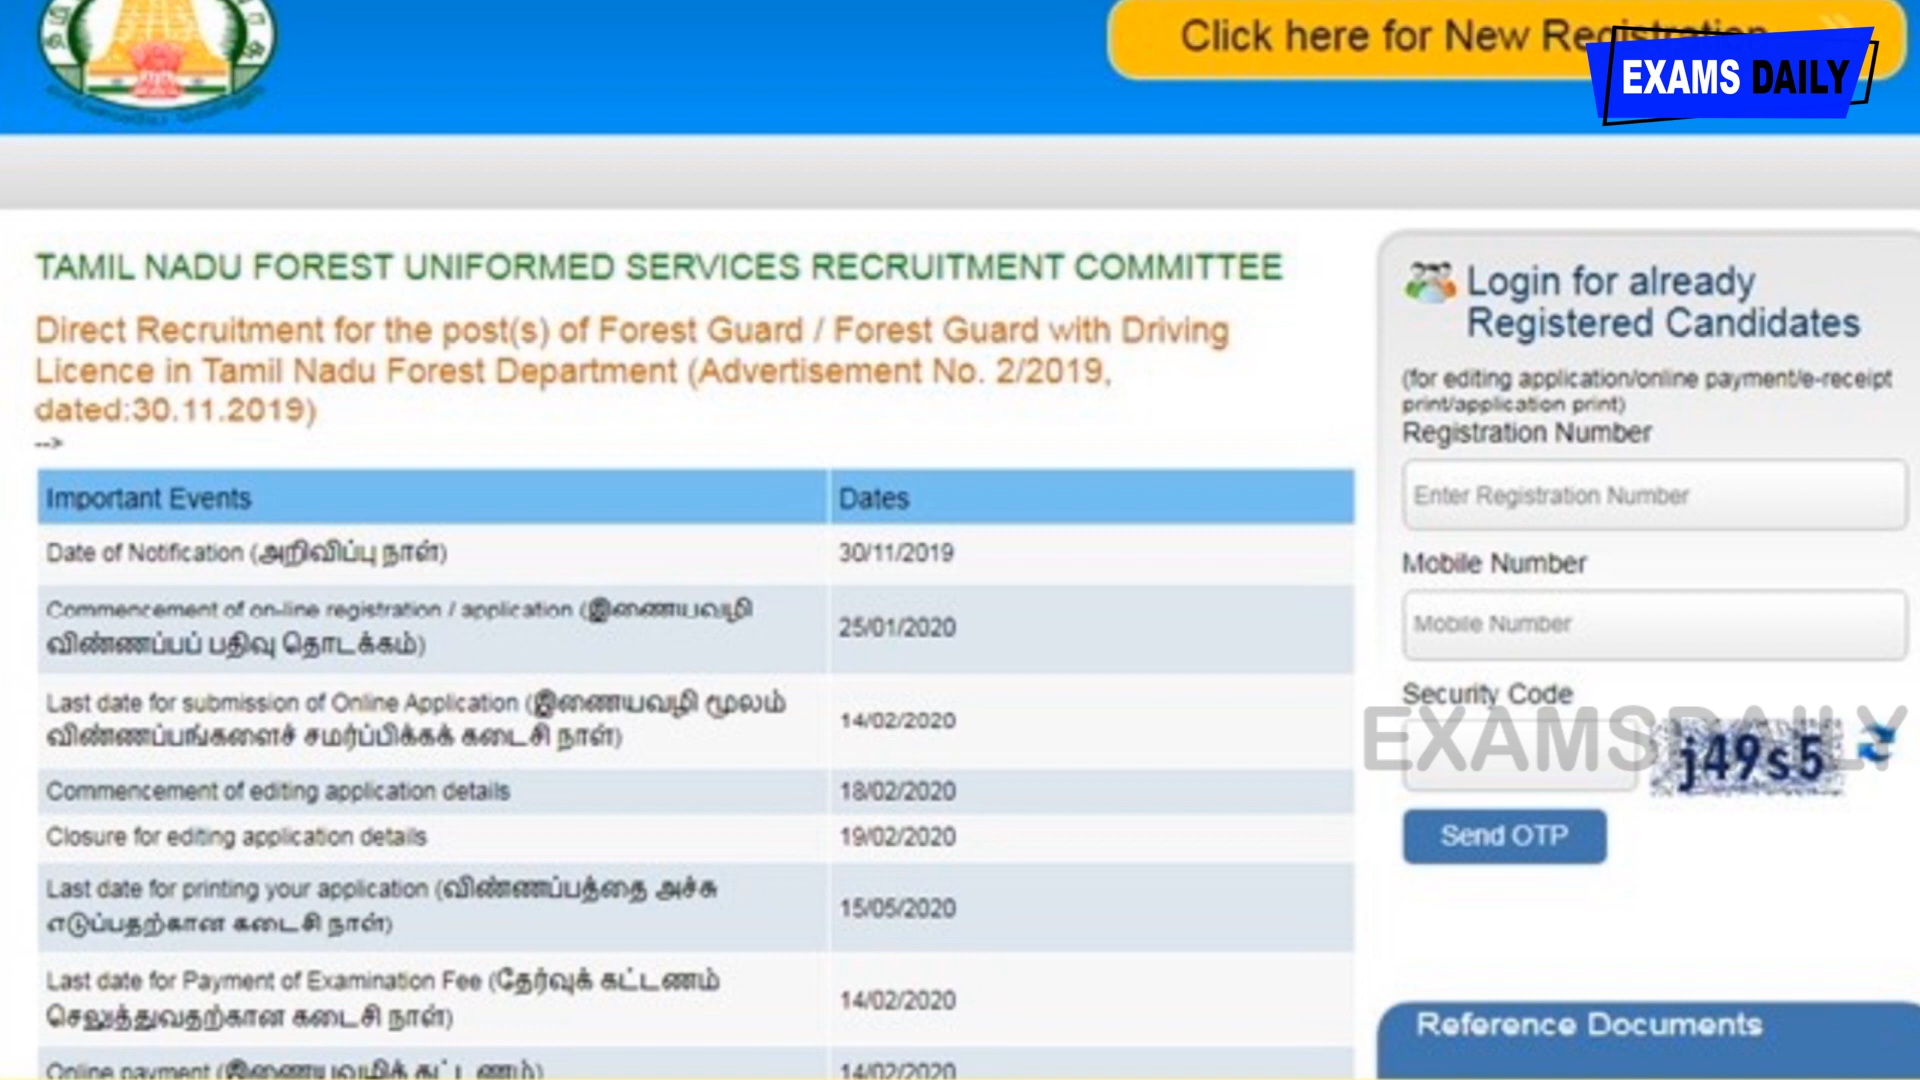 Click here for New Registration
EXAMS DAILY
TAMIL NADU FOREST UNIFORMED SERVICES RECRUITMENT COMMITTEE
Direct Recruitment for the post(s) of Forest Guard / Forest Guard with Driving
Licence in Tamil Nadu Forest Department (Advertisement No. 2/2019,
dated:30.11.2019)
-->
Important Events Dates
Date of Notification (அறிவிப்பு நாள்) 30/11/2019
Commencement of on-line registration / application (இணையவழி
விண்ணப்பப் பதிவு தொடக்கம்) 25/01/2020
Last date for submission of Online Application (இணையவழி மூலம்
விண்ணப்பங்களைச் சமர்ப்பிக்கக் கடைசி நாள்) 14/02/2020
Commencement of editing application details 18/02/2020
Closure for editing application details 19/02/2020
Last date for printing your application (விண்ணப்பத்தை அச்சு
எடுப்பதற்கான கடைசி நாள்) 15/05/2020
Last date for Payment of Examination Fee (தேர்வுக் கட்டணம்
செலுத்துவதற்கான கடைசி நாள்) 14/02/2020
Online payment (இணையவழிக் கட்டணம்) 14/02/2020
Login for already
Registered Candidates
(for editing application/online payment/e-receipt
print/application print)
Registration Number
Enter Registration Number
Mobile Number
Mobile Number
Security Code
EXAMSDAILY
j49s5
Send OTP
Reference Documents